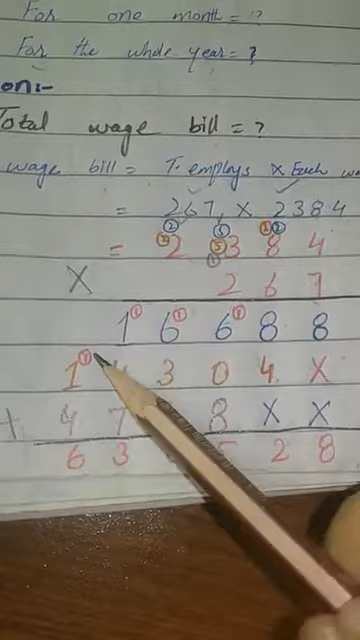 For one month = ?
For the whole year = ?
on:-
Total wage bill = ?
wage bill = T. employs × Each
= 267 × 2384
= 2 3 8 4
× 2 6 7
1 6 6 8 8
1 4 3 0 4 ×
+ 4 7 8 × ×
6 3 5 2 8